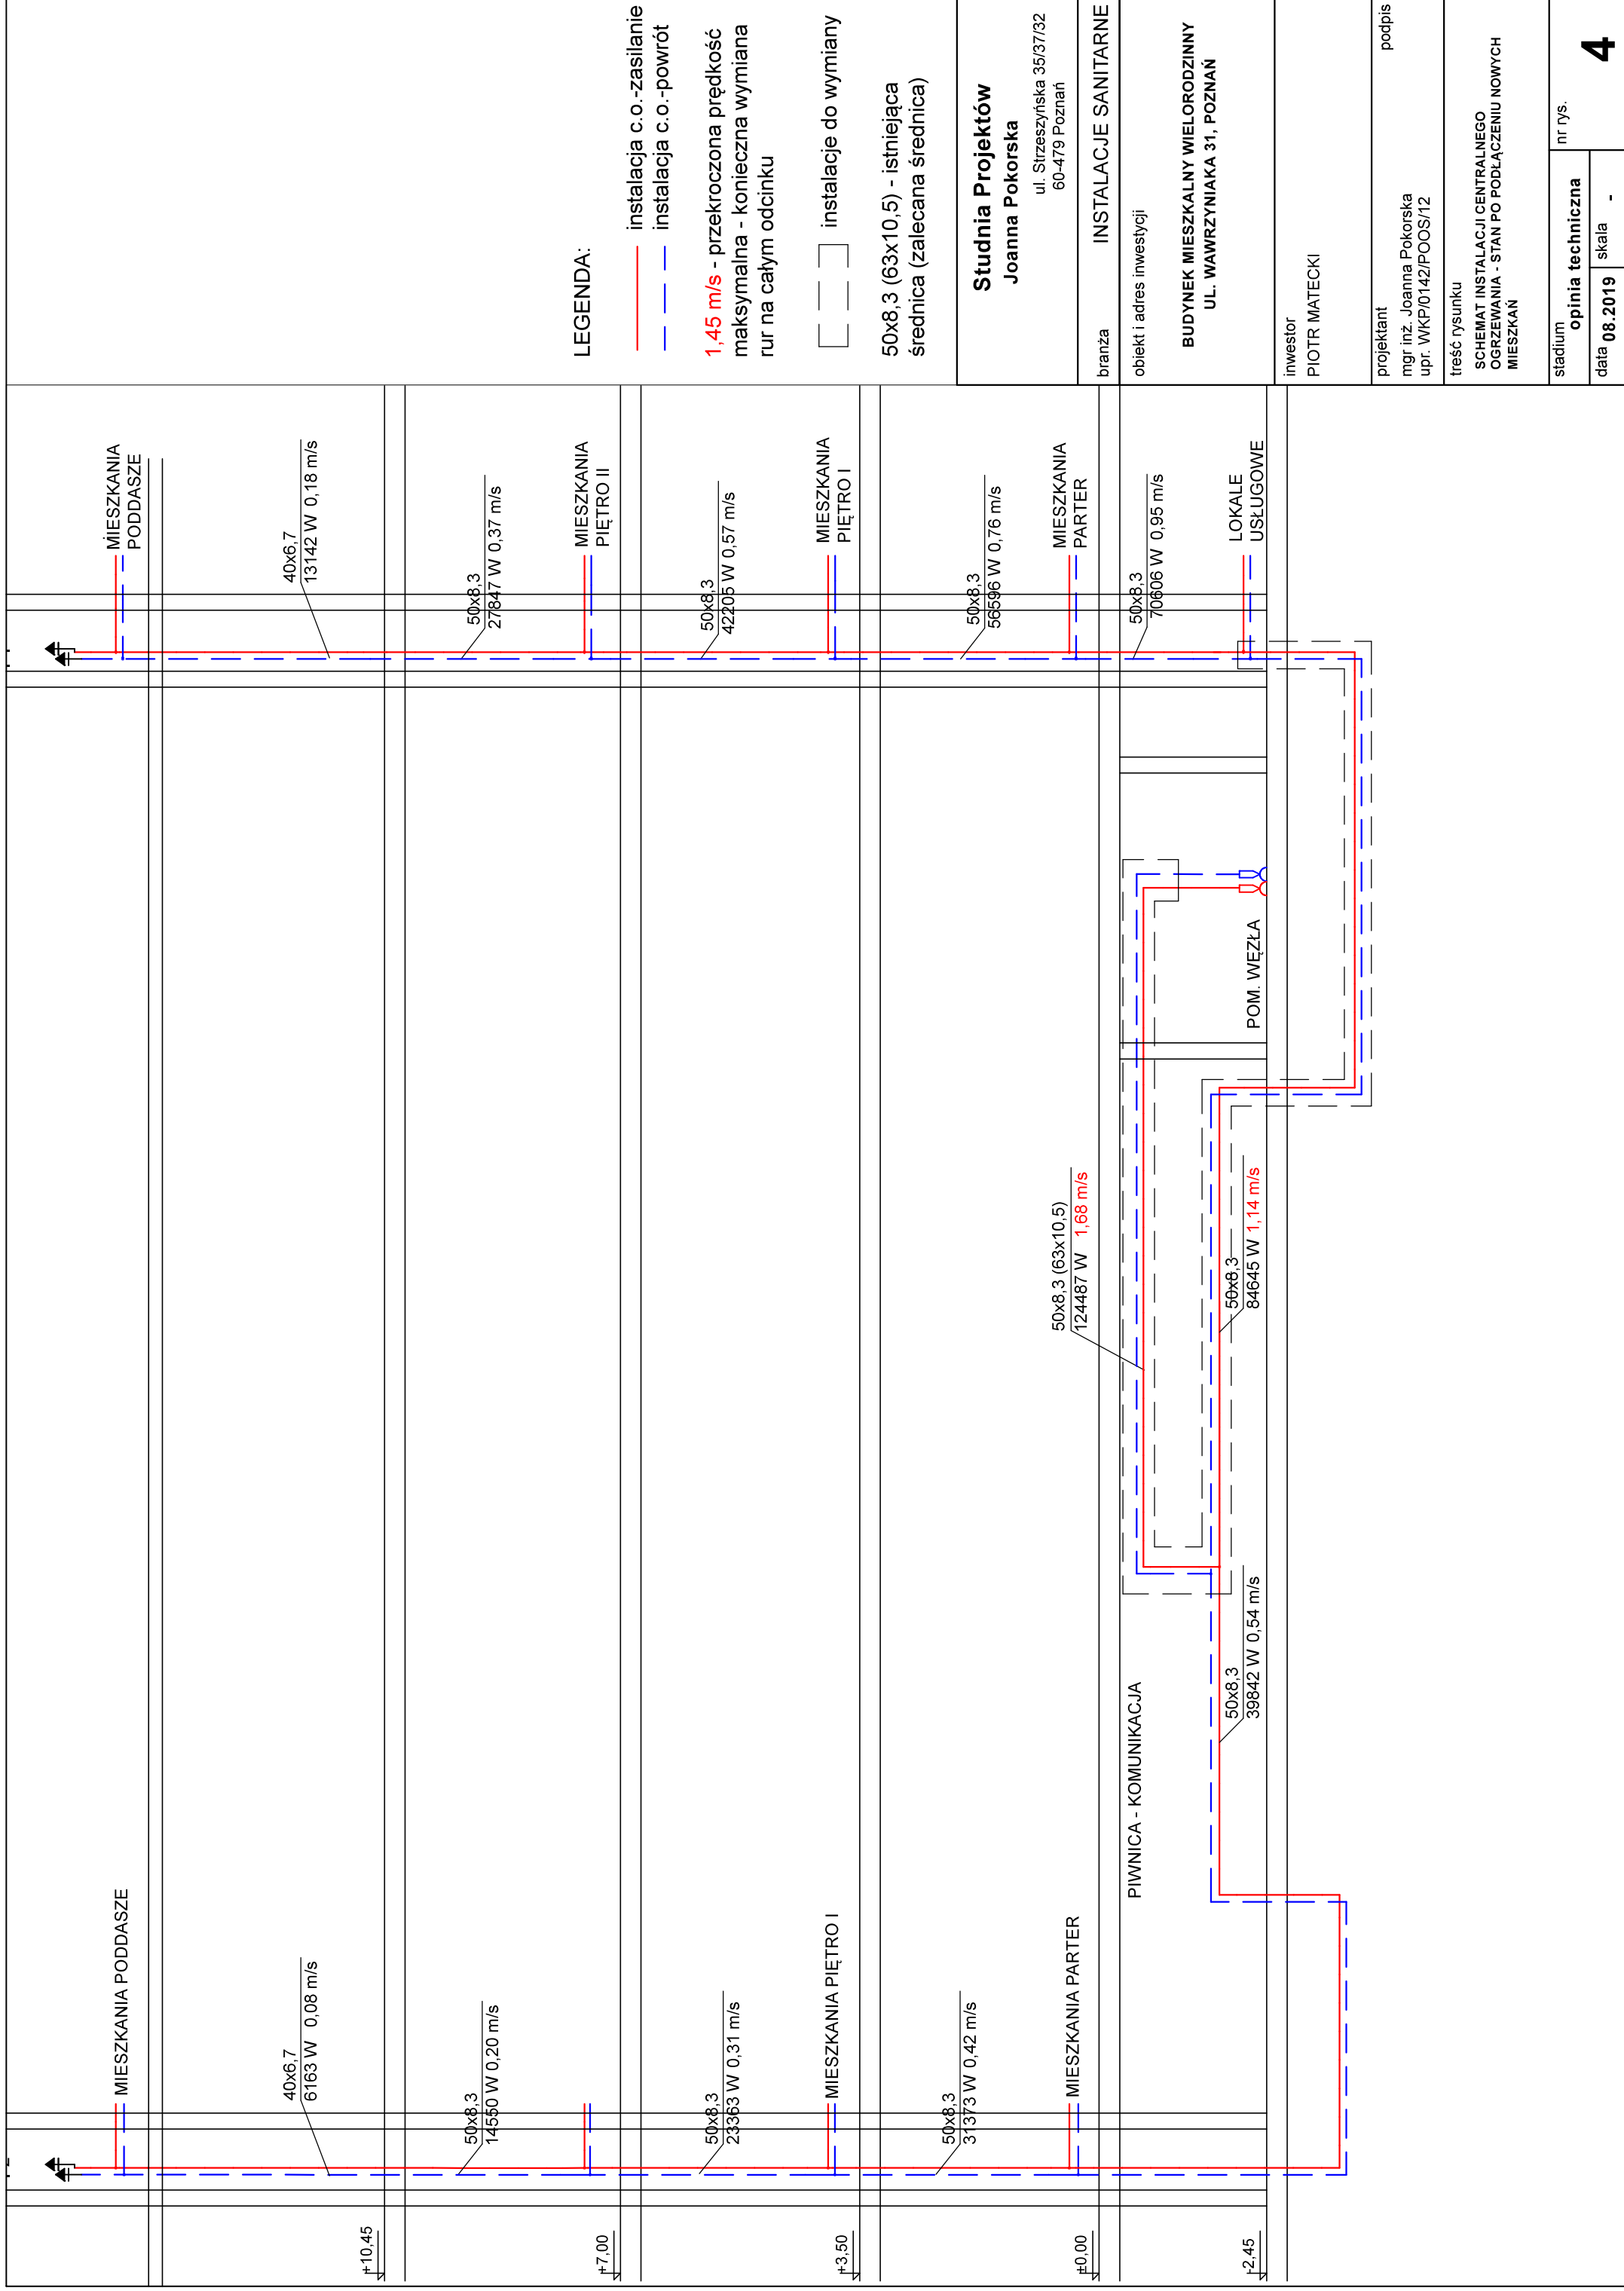 MIESZKANIA PODDASZE
40x6,7
6163 W 0,08 m/s
50x8,3
14550 W 0,20 m/s
50x8,3
23363 W 0,31 m/s
MIESZKANIA PIĘTRO I
50x8,3
31373 W 0,42 m/s
MIESZKANIA PARTER
+10,45
+7,00
+3,50
±0,00
-2,45
PIWNICA - KOMUNIKACJA
50x8,3
39842 W 0,54 m/s
50x8,3 (63x10,5)
124487 W 1,68 m/s
50x8,3
84645 W 1,14 m/s
POM. WĘZŁA
MIESZKANIA
PODDASZE
40x6,7
13142 W 0,18 m/s
50x8,3
27847 W 0,37 m/s
MIESZKANIA
PIĘTRO II
50x8,3
42205 W 0,57 m/s
MIESZKANIA
PIĘTRO I
50x8,3
56596 W 0,76 m/s
MIESZKANIA
PARTER
50x8,3
70606 W 0,95 m/s
LOKALE
USŁUGOWE
LEGENDA:
instalacja c.o.-zasilanie
instalacja c.o.-powrót
1,45 m/s - przekroczona prędkość
maksymalna - konieczna wymiana
rur na całym odcinku
instalacje do wymiany
50x8,3 (63x10,5) - istniejąca
średnica (zalecana średnica)
Studnia Projektów
Joanna Pokorska
ul. Strzeszyńska 35/37/32
60-479 Poznań
branża INSTALACJE SANITARNE
obiekt i adres inwestycji
BUDYNEK MIESZKALNY WIELORODZINNY
UL. WAWRZYNIAKA 31, POZNAŃ
inwestor
PIOTR MATECKI
projektant podpis
mgr inż. Joanna Pokorska
upr. WKP/0142/POOS/12
treść rysunku
SCHEMAT INSTALACJI CENTRALNEGO
OGRZEWANIA - STAN PO PODŁĄCZENIU NOWYCH
MIESZKAŃ
stadium nr rys.
opinia techniczna
data 08.2019 skala - 4